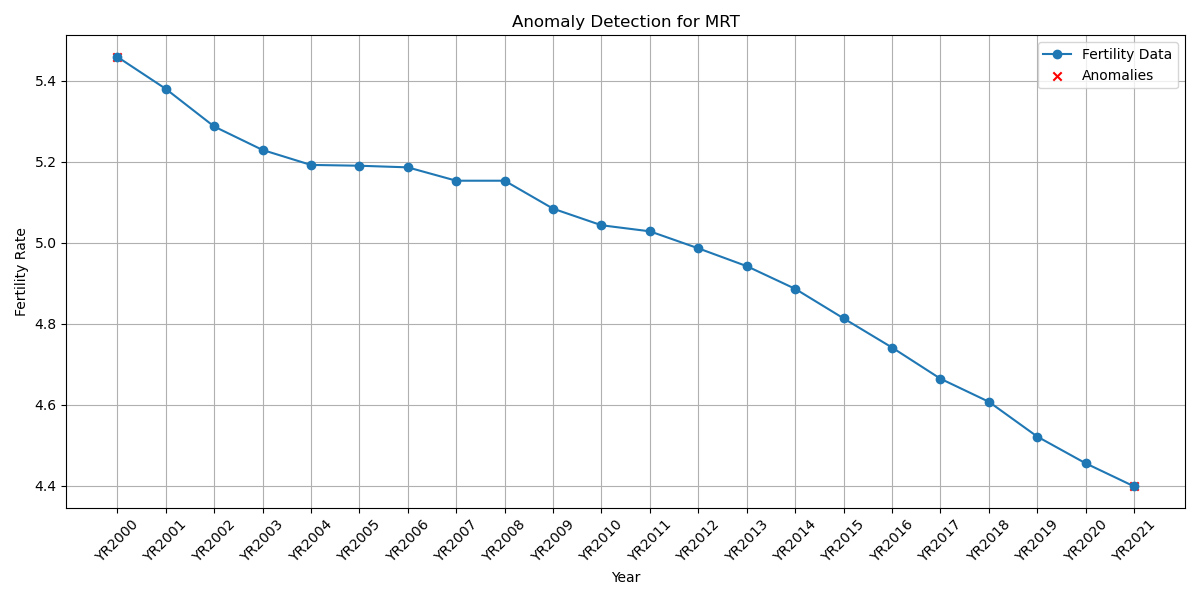 Anomaly Detection for MRT
Fertility Data
Anomalies
Fertility Rate
5.4
5.2
5.0
4.8
4.6
4.4
YR2000
YR2001
YR2002
YR2003
YR2004
YR2005
YR2006
YR2007
YR2008
YR2009
YR2010
YR2011
YR2012
YR2013
YR2014
YR2015
YR2016
YR2017
YR2018
YR2019
YR2020
YR2021
Year